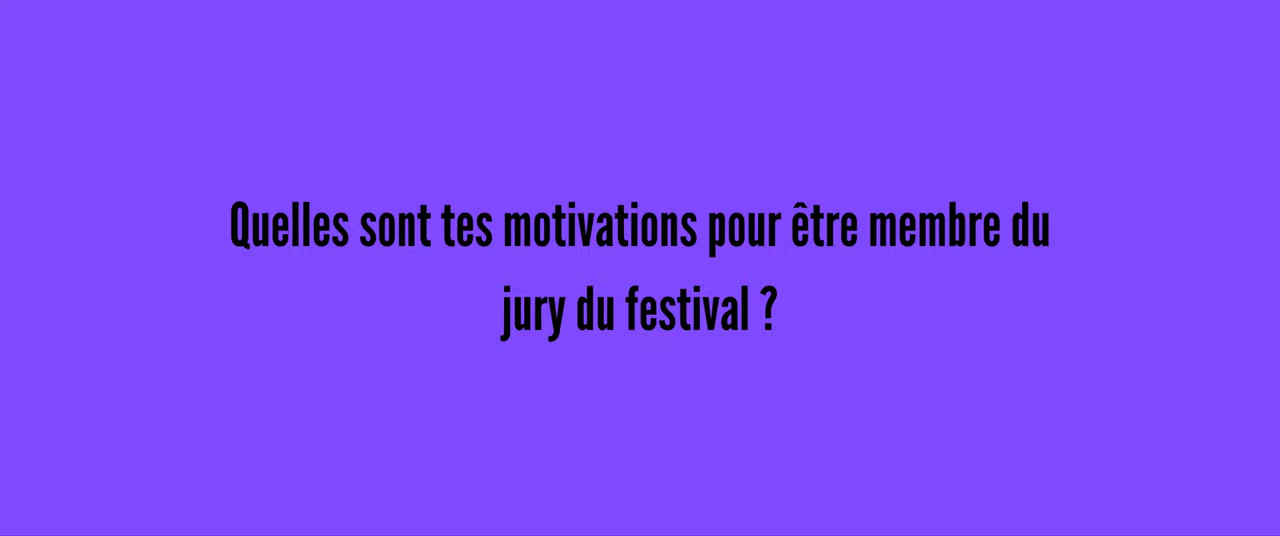 Quelles sont tes motivations pour être membre du
jury du festival ?